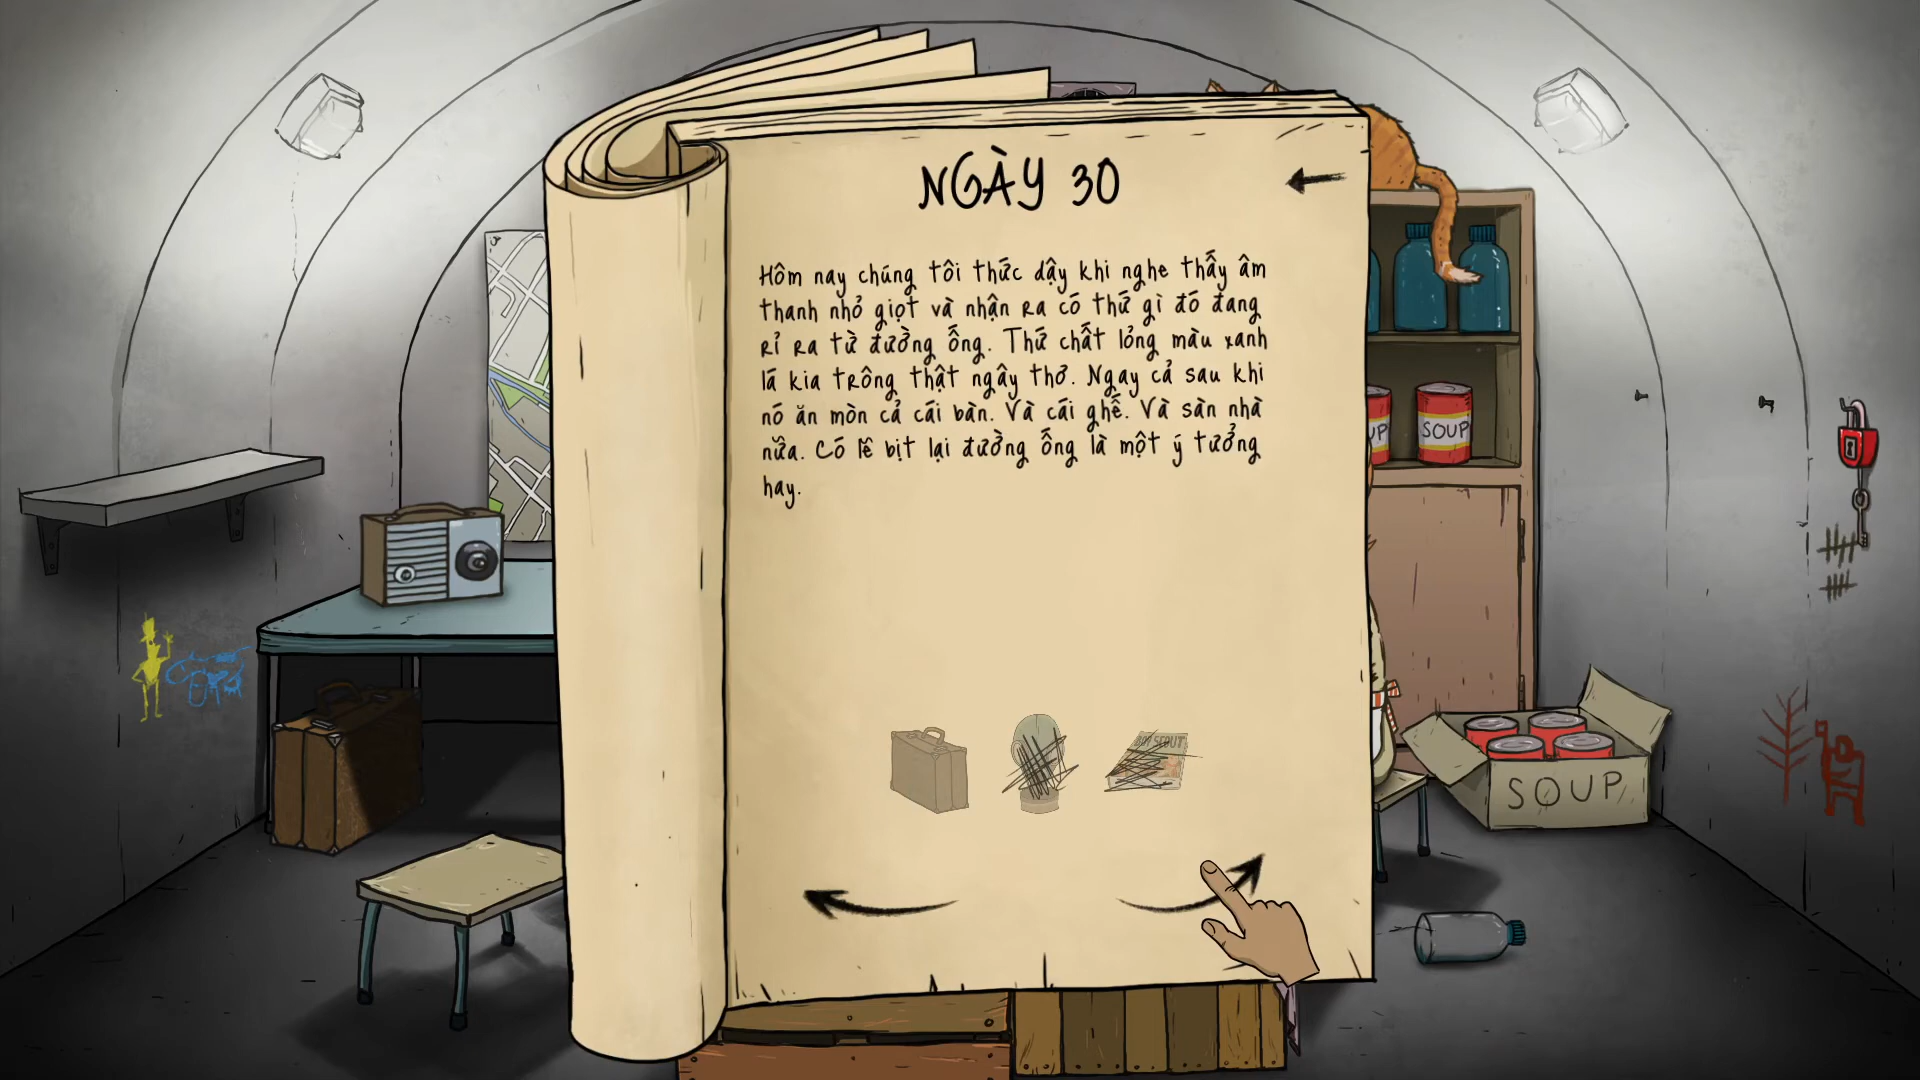 NGÀY 30
Hôm nay chúng tôi thức dậy khi nghe thấy âm
thanh nhỏ giọt và nhận ra có thứ gì đó đang
rỉ ra từ đường ống. Thứ chất lỏng màu xanh
lá kia trông thật ngây thơ. Ngay cả sau khi
nó ăn mòn cả cái bàn. Và cái ghế. Và sàn nhà
nữa. Có lẽ bịt lại đường ống là một ý tưởng
hay.
UP
SOUP
SCOUT
SOUP